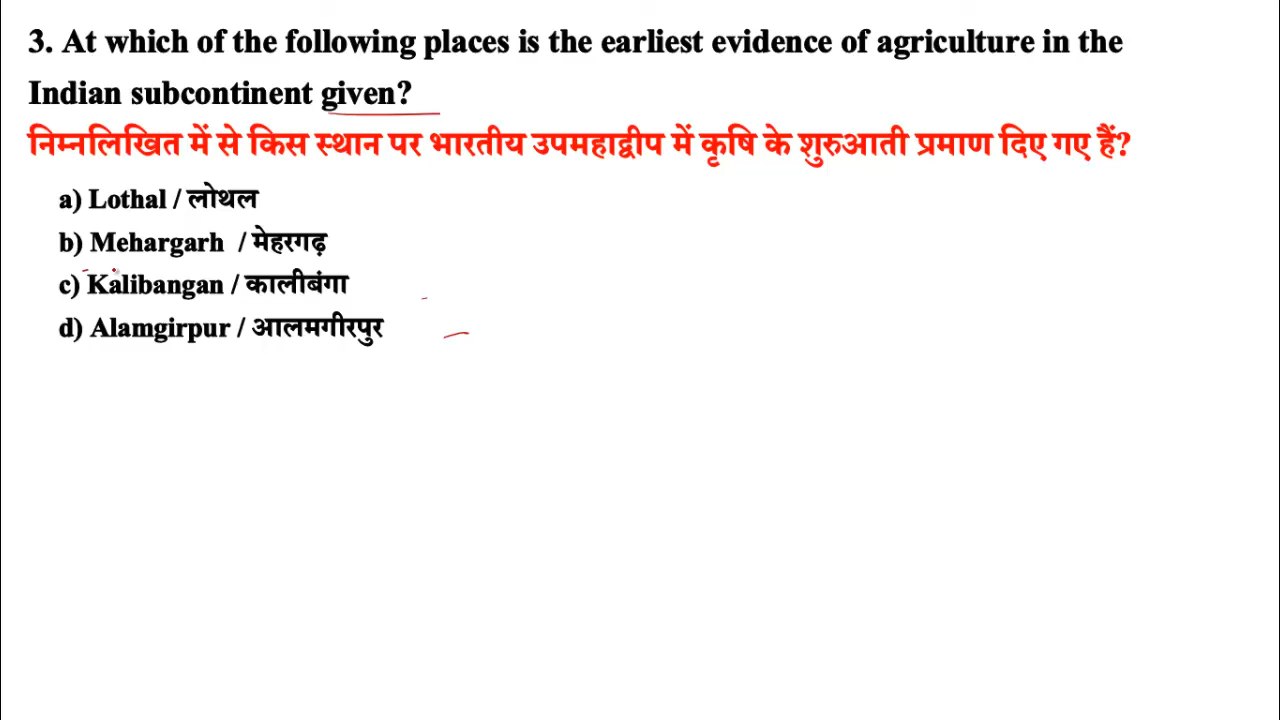 3. At which of the following places is the earliest evidence of agriculture in the
Indian subcontinent given?
निम्नलिखित में से किस स्थान पर भारतीय उपमहाद्वीप में कृषि के शुरुआती प्रमाण दिए गए हैं?
a) Lothal / लोथल
b) Mehargarh / मेहरगढ़
c) Kalibangan / कालीबंगा
d) Alamgirpur / आलमगीरपुर